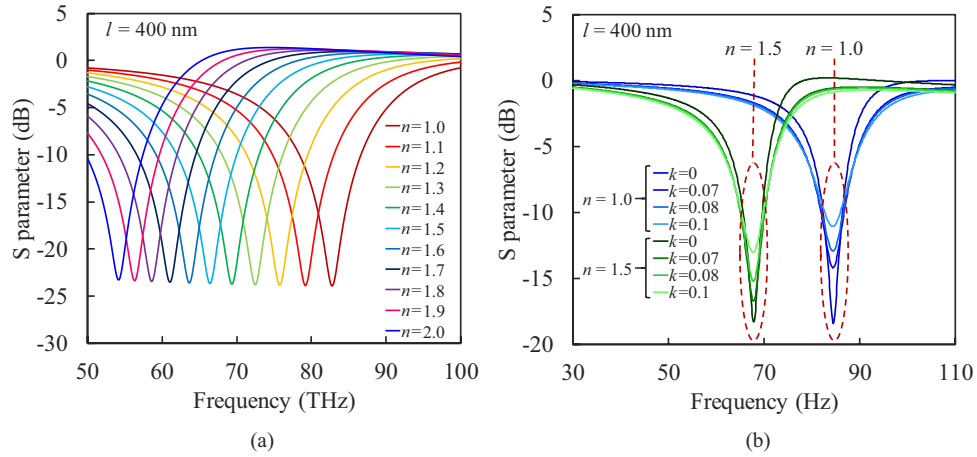 5
0
-5
-10
-15
-20
-25
-30
S parameter (dB)
l = 400 nm
n=1.0
n=1.1
n=1.2
n=1.3
n=1.4
n=1.5
n=1.6
n=1.7
n=1.8
n=1.9
n=2.0
50 60 70 80 90 100
Frequency (THz)
(a)
5
0
-5
-10
-15
-20
S parameter (dB)
l = 400 nm
n = 1.5 n = 1.0
n = 1.0
k=0
k=0.07
k=0.08
k=0.1
n = 1.5
k=0
k=0.07
k=0.08
k=0.1
30 50 70 90 110
Frequency (Hz)
(b)